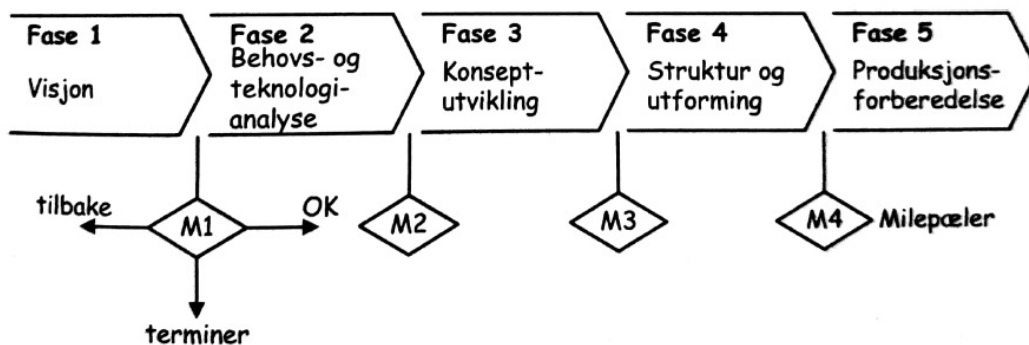 Fase 1
Visjon
Fase 2
Behovs- og
teknologi-
analyse
Fase 3
Konsept-
utvikling
Fase 4
Struktur og
utforming
Fase 5
Produksjons-
forberedelse
tilbake
M1
OK
terminer
M2
M3
M4
Milepæler